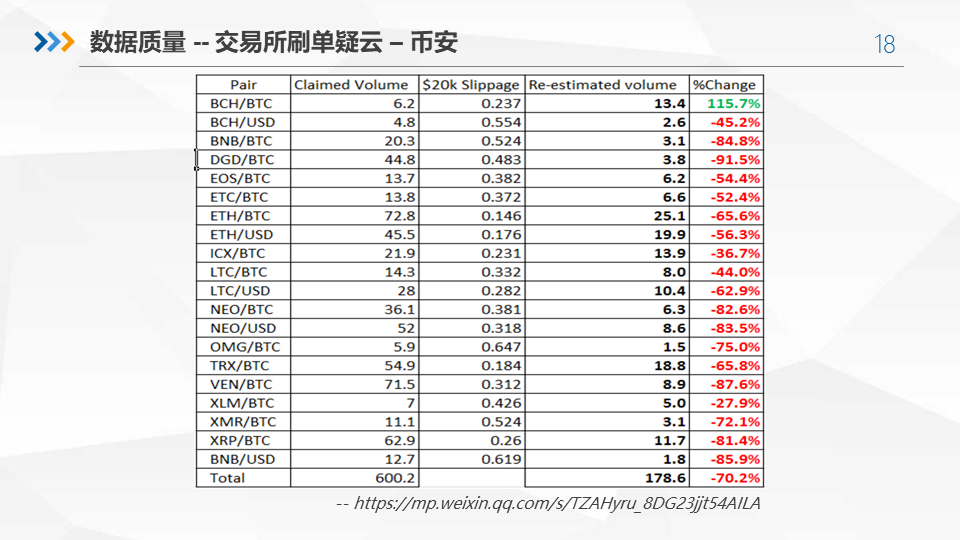 数据质量 -- 交易所刷单疑云 – 币安
18
Pair Claimed Volume $20k Slippage Re-estimated volume %Change
BCH/BTC 6.2 0.237 13.4 115.7%
BCH/USD 4.8 0.554 2.6 -45.2%
BNB/BTC 20.3 0.524 3.1 -84.8%
DGD/BTC 44.8 0.483 3.8 -91.5%
EOS/BTC 13.7 0.382 6.2 -54.4%
ETC/BTC 13.8 0.372 6.6 -52.4%
ETH/BTC 72.8 0.146 25.1 -65.6%
ETH/USD 45.5 0.176 19.9 -56.3%
ICX/BTC 21.9 0.231 13.9 -36.7%
LTC/BTC 14.3 0.332 8.0 -44.0%
LTC/USD 28 0.282 10.4 -62.9%
NEO/BTC 36.1 0.381 6.3 -82.6%
NEO/USD 52 0.318 8.6 -83.5%
OMG/BTC 5.9 0.647 1.5 -75.0%
TRX/BTC 54.9 0.184 18.8 -65.8%
VEN/BTC 71.5 0.312 8.9 -87.6%
XLM/BTC 7 0.426 5.0 -27.9%
XMR/BTC 11.1 0.524 3.1 -72.1%
XRP/BTC 62.9 0.26 11.7 -81.4%
BNB/USD 12.7 0.619 1.8 -85.9%
Total 600.2 178.6 -70.2%
-- https://mp.weixin.qq.com/s/TZAHyru_8DG23jjt54AILA